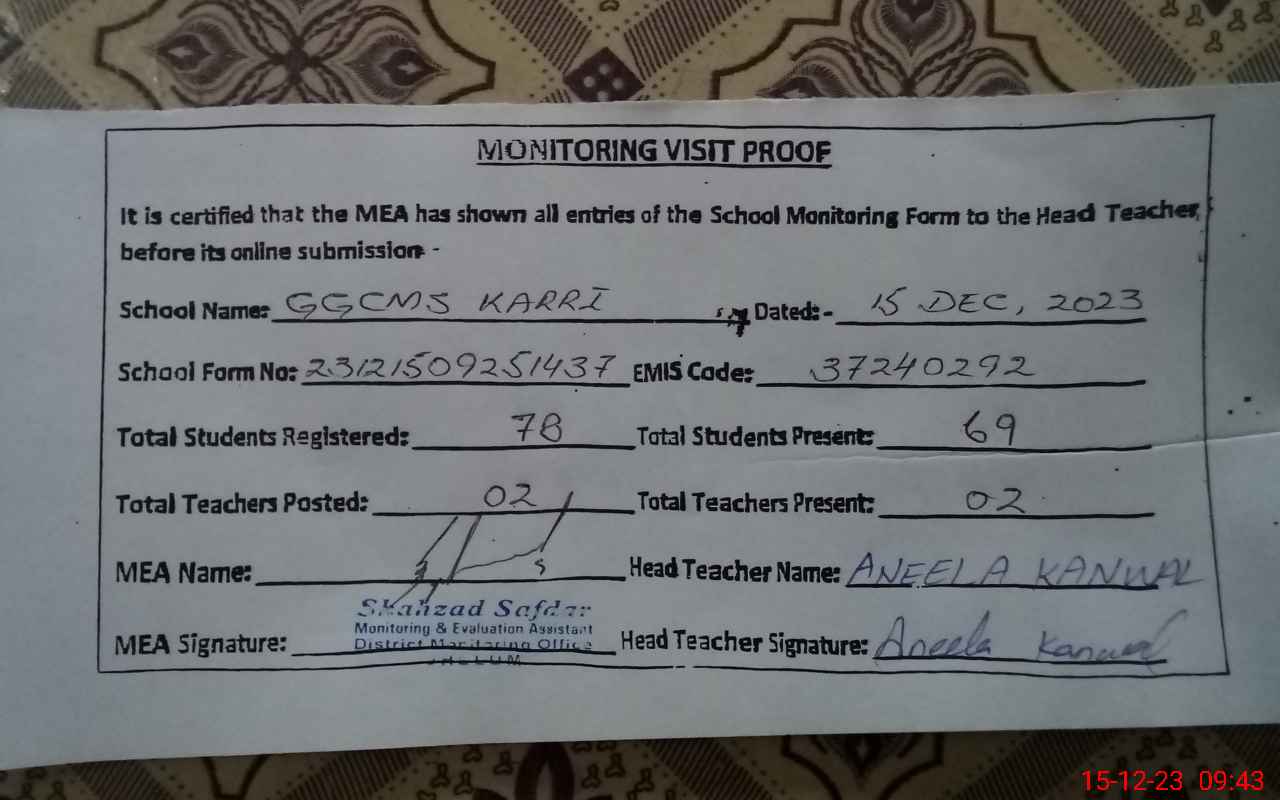 MONITORING VISIT PROOF
It is certified that the MEA has shown all entries of the School Monitoring Form to the Head Teacher
before its online submission -
School Name: GGCMS KARRI Dated:- 15 DEC, 2023
School Form No: 23121509251437 EMIS Code: 37240292
Total Students Registered: 78 Total Students Present: 69
Total Teachers Posted: 02 Total Teachers Present: 02
MEA Name: Head Teacher Name: ANEELA KANWAL
Shahzad Safdar
Monitoring & Evaluation Assistant
MEA Signature: District Monitoring Office Head Teacher Signature: Aneela Kanwal
JHELUM
15-12-23 09:43